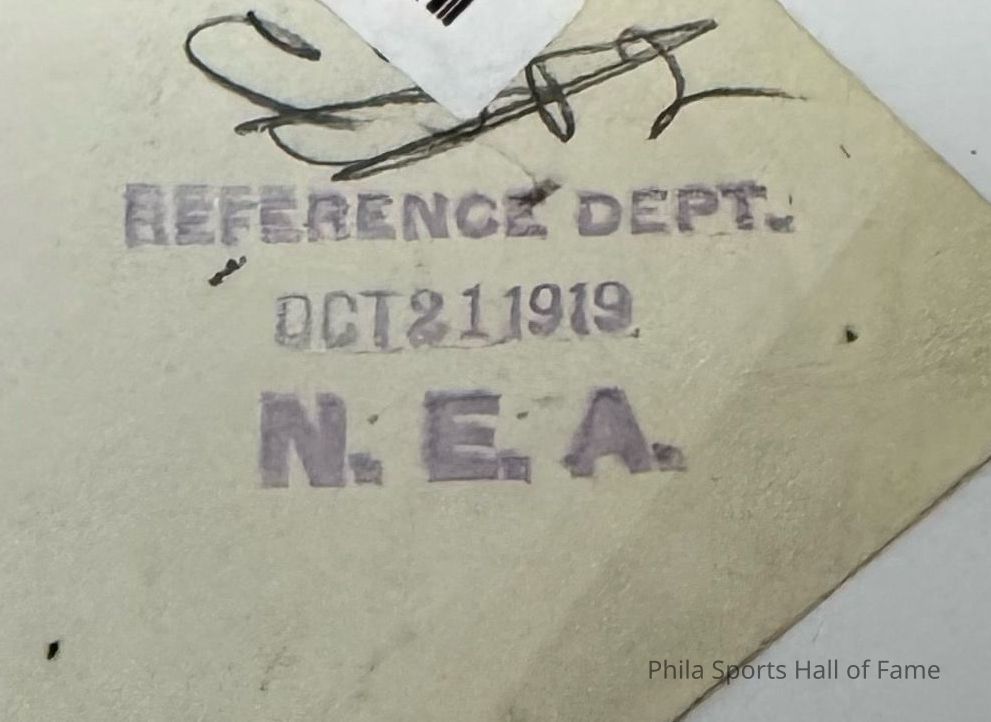 REFERENCE DEPT.
OCT 21 1919
N. E. A.
Phila Sports Hall of Fame